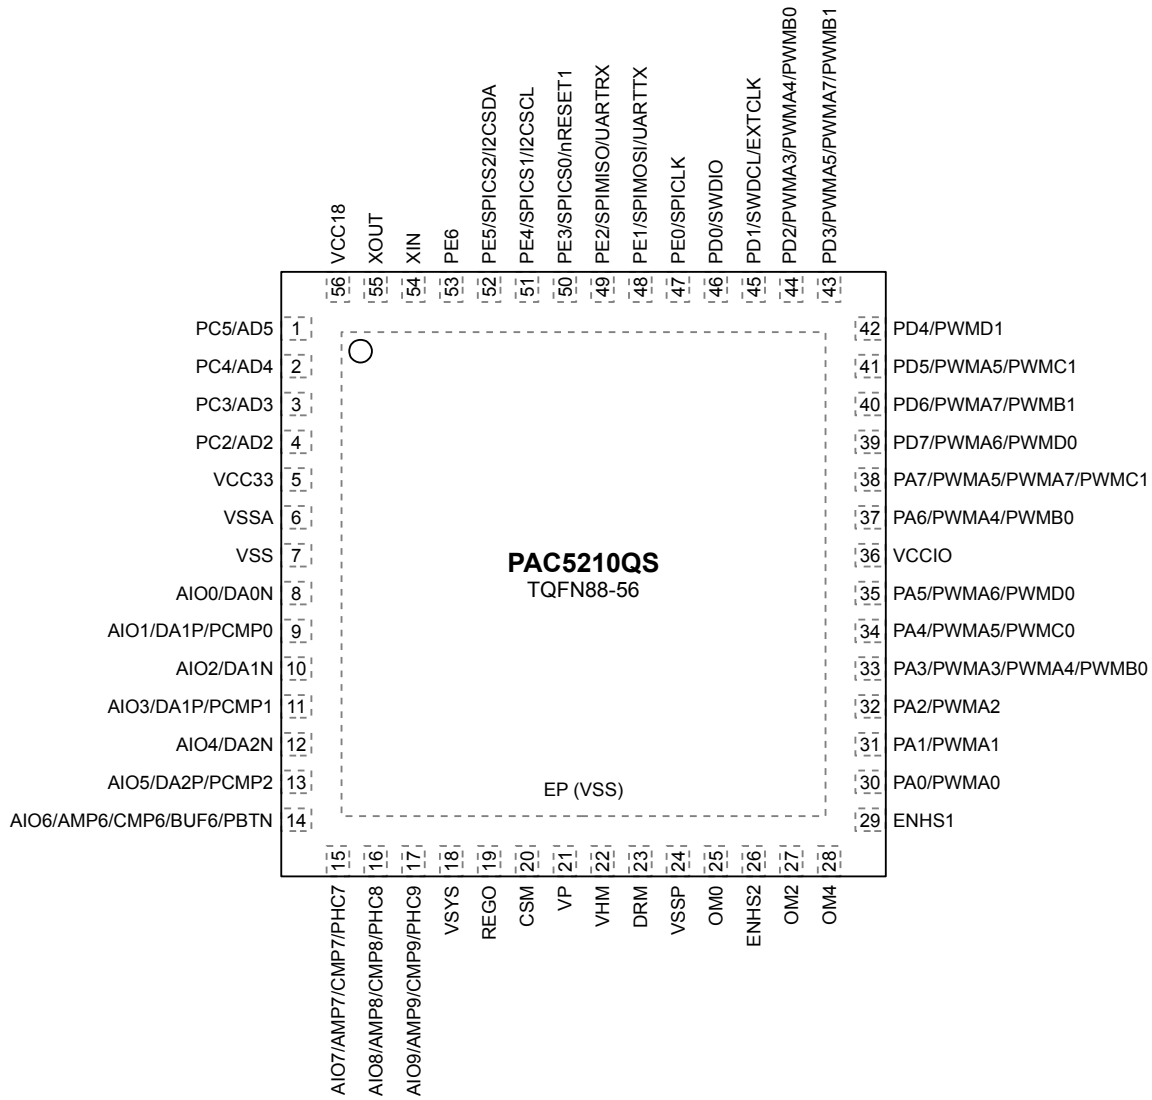 VCC18
XOUT
XIN
PE6
PE5/SPICS2/I2CSDA
PE4/SPICS1/I2CSCL
PE3/SPICS0/nRESET1
PE2/SPIMISO/UARTRX
PE1/SPIMOSI/UARTTX
PE0/SPICLK
PD0/SWDIO
PD1/SWDCL/EXTCLK
PD2/PWMA3/PWMA4/PWMB0
PD3/PWMA5/PWMA7/PWMB1
56
55
54
53
52
51
50
49
48
47
46
45
44
43
PC5/AD5 1
PC4/AD4 2
PC3/AD3 3
PC2/AD2 4
VCC33 5
VSSA 6
VSS 7
AIO0/DA0N 8
AIO1/DA1P/PCMP0 9
AIO2/DA1N 10
AIO3/DA1P/PCMP1 11
AIO4/DA2N 12
AIO5/DA2P/PCMP2 13
AIO6/AMP6/CMP6/BUF6/PBTN 14
PAC5210QS
TQFN88-56
EP (VSS)
42 PD4/PWMD1
41 PD5/PWMA5/PWMC1
40 PD6/PWMA7/PWMB1
39 PD7/PWMA6/PWMD0
38 PA7/PWMA5/PWMA7/PWMC1
37 PA6/PWMA4/PWMB0
36 VCCIO
35 PA5/PWMA6/PWMD0
34 PA4/PWMA5/PWMC0
33 PA3/PWMA3/PWMA4/PWMB0
32 PA2/PWMA2
31 PA1/PWMA1
30 PA0/PWMA0
29 ENHS1
15
16
17
18
19
20
21
22
23
24
25
26
27
28
AIO7/AMP7/CMP7/PHC7
AIO8/AMP8/CMP8/PHC8
AIO9/AMP9/CMP9/PHC9
VSYS
REGO
CSM
VP
VHM
DRM
VSSP
OM0
ENHS2
OM2
OM4